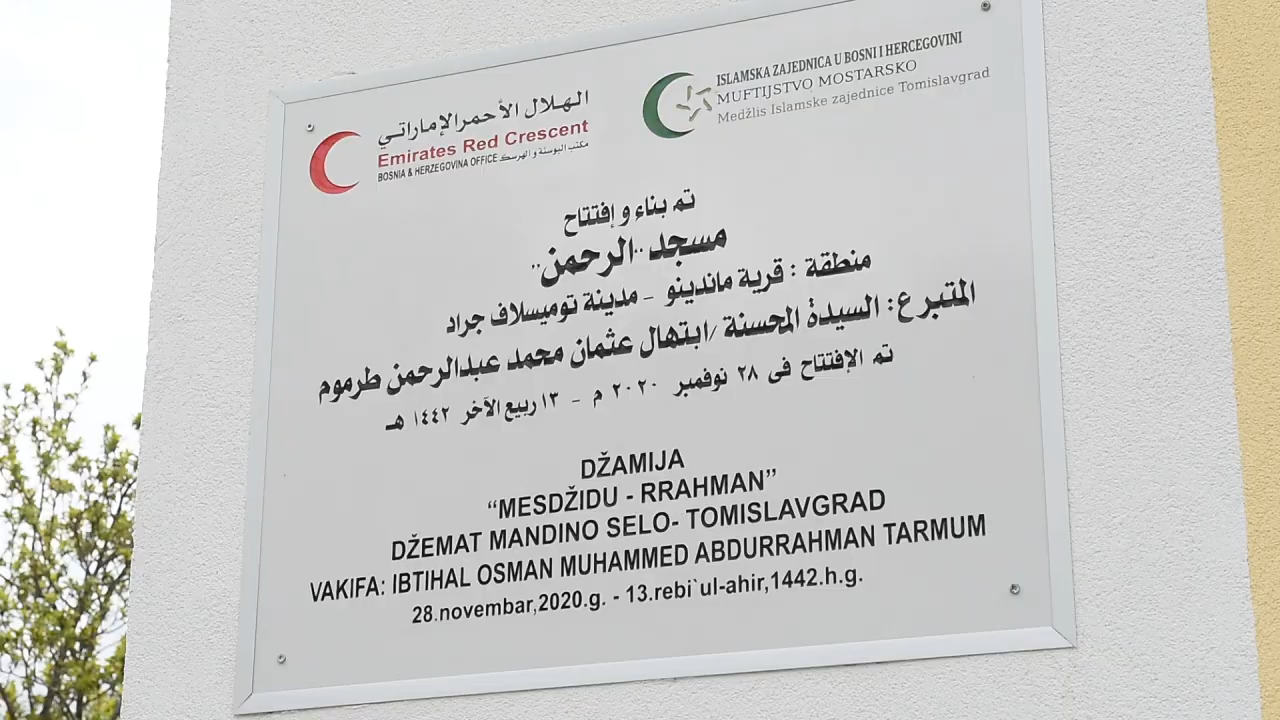 الهلال الأحمر الإماراتي
Emirates Red Crescent
BOSNIA & HERZEGOVINA OFFICE مكتب البوسنة و الهرسك
ISLAMSKA ZAJEDNICA U BOSNI I HERCEGOVINI
MUFTIJSTVO MOSTARSKO
Medžlis Islamske zajednice Tomislavgrad
تم بناء و إفتتاح
مسجد "الرحمن"
منطقة : قرية ماندينو - مدينة توميسلاف جراد
المتبرع: السيدة المحسنة /ابتهال عثمان محمد عبدالرحمن طرموم
تم الإفتتاح فى ٢٨ نوفمبر ٢٠٢٠ م - ١٣ ربيع الآخر ١٤٤٢ هـ
DŽAMIJA
“MESDŽIDU - RRAHMAN”
DŽEMAT MANDINO SELO- TOMISLAVGRAD
VAKIFA: IBTIHAL OSMAN MUHAMMED ABDURRAHMAN TARMUM
28.novembar,2020.g. - 13.rebi`ul-ahir,1442.h.g.